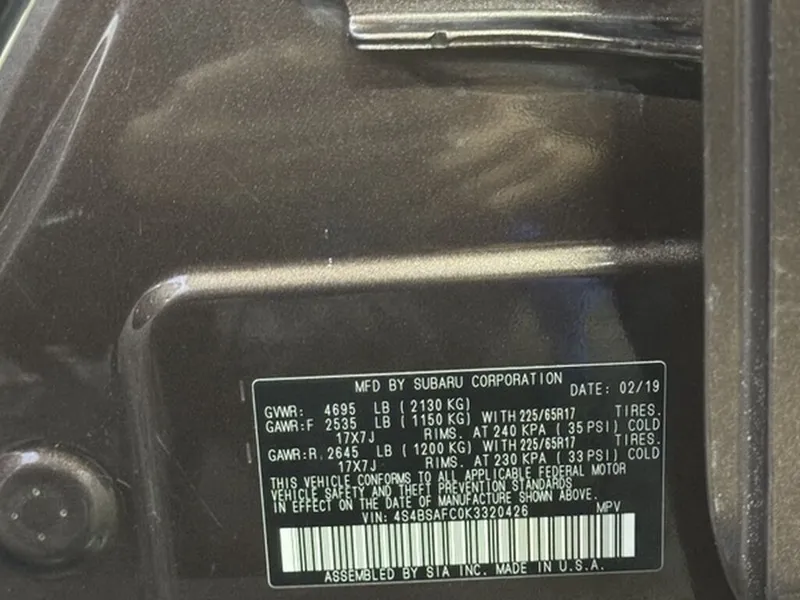 MFD BY SUBARU CORPORATION DATE: 02/19
GVWR: 4695 LB (2130 KG)
GAWR:F 2535 LB (1150 KG) WITH 225/65R17 TIRES.
17X7J RIMS. AT 240 KPA (35 PSI) COLD
GAWR:R. 2645 LB (1200 KG) WITH 225/65R17 TIRES.
17X7J RIMS. AT 230 KPA (33 PSI) COLD
THIS VEHICLE CONFORMS TO ALL APPLICABLE FEDERAL MOTOR
VEHICLE SAFETY AND THEFT PREVENTION STANDARDS
IN EFFECT ON THE DATE OF MANUFACTURE SHOWN ABOVE.
VIN: 4S4BSAFC0K3320426 MPV
ASSEMBLED BY SIA INC. MADE IN U.S.A.